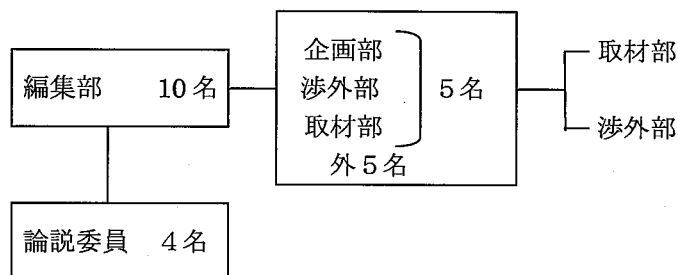 編集部 10名
企画部
渉外部
取材部
5名
外5名
取材部
渉外部
論説委員 4名